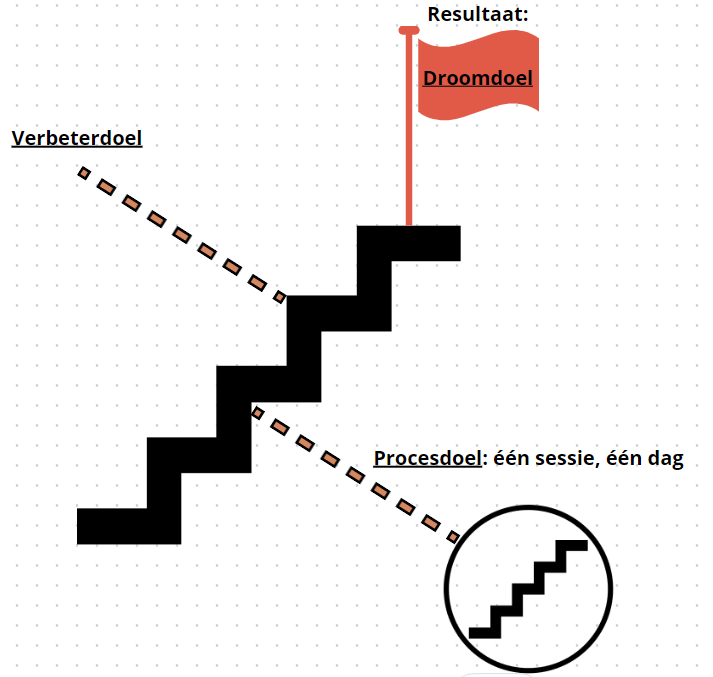 Resultaat:
Droomdoel
Verbeterdoel
Procesdoel: één sessie, één dag